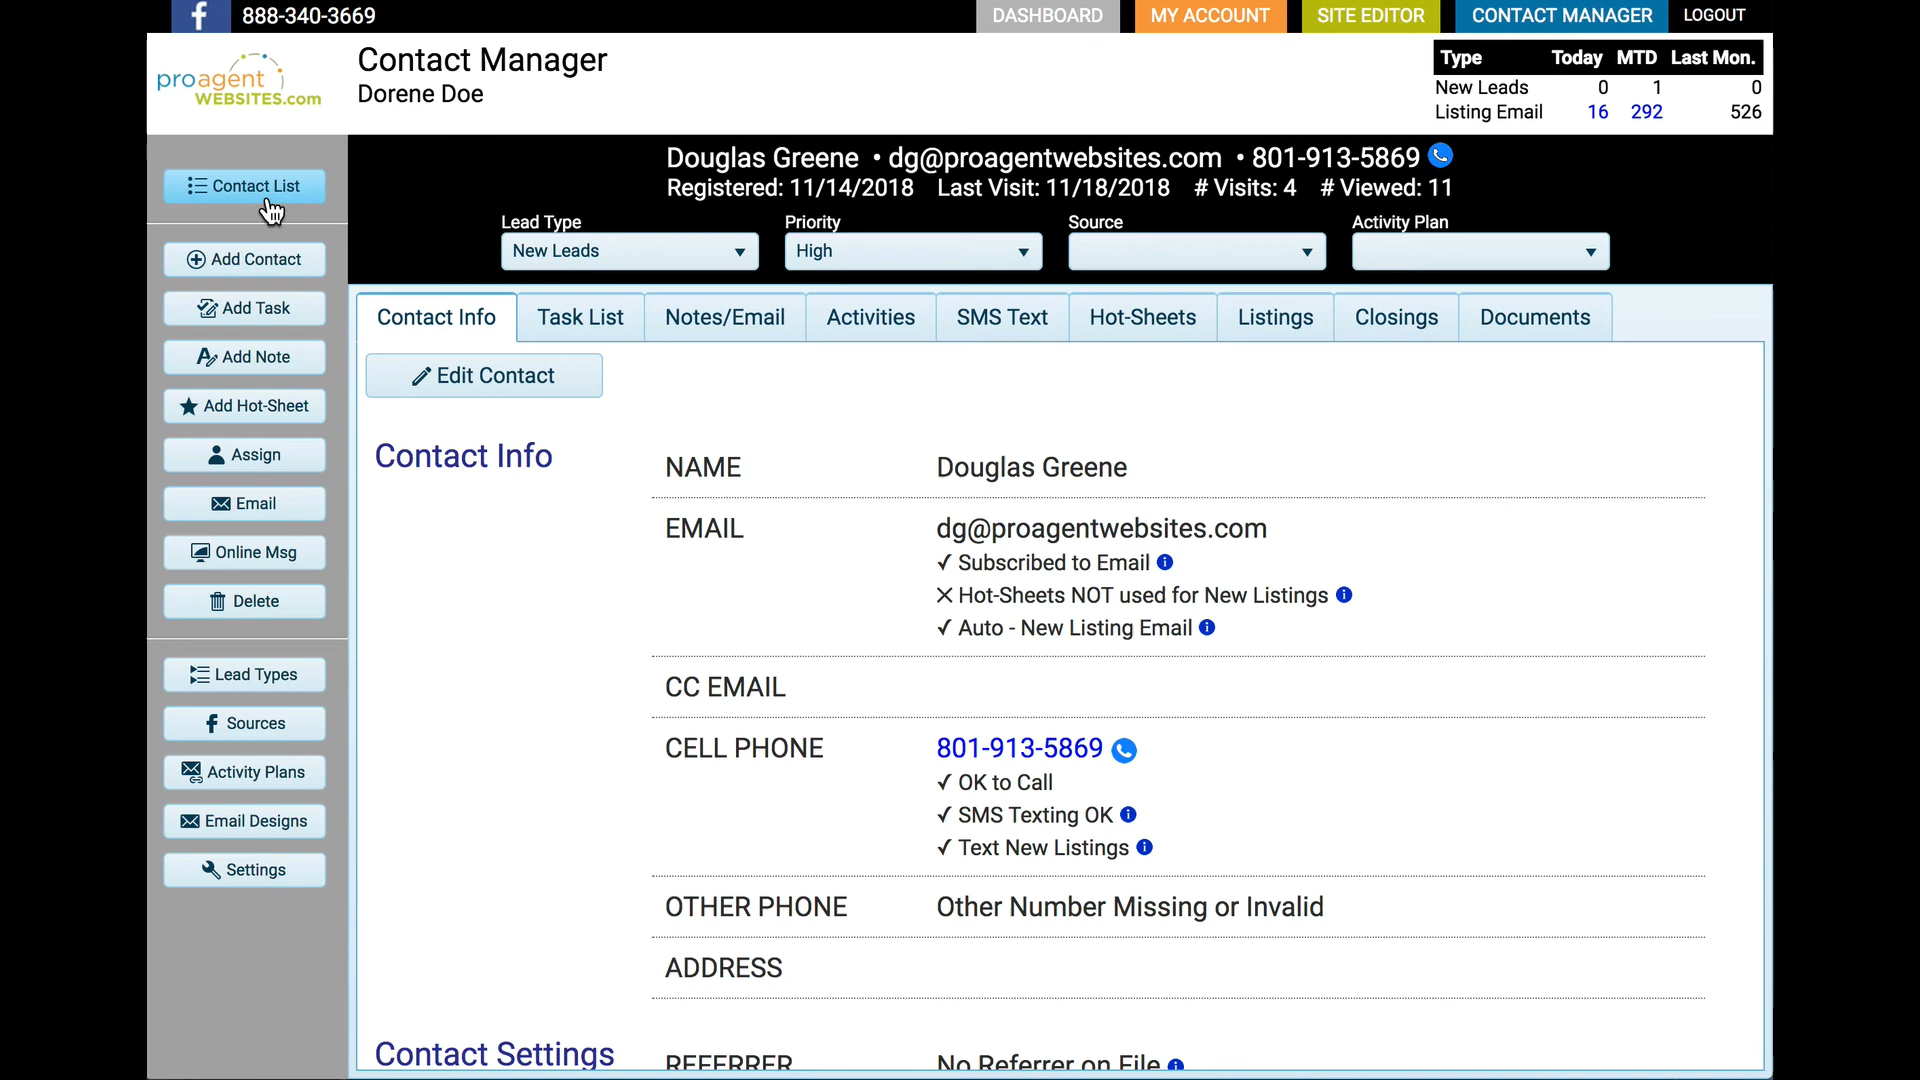 888-340-3669
DASHBOARD
MY ACCOUNT
SITE EDITOR
CONTACT MANAGER
LOGOUT
proagent
WEBSITES.com
Contact Manager
Dorene Doe
Type Today MTD Last Mon.
New Leads 0 1 0
Listing Email 16 292 526
Douglas Greene • dg@proagentwebsites.com • 801-913-5869
Registered: 11/14/2018 Last Visit: 11/18/2018 # Visits: 4 # Viewed: 11
Lead Type Priority Source Activity Plan
New Leads High
Contact List
Add Contact
Add Task
Add Note
Add Hot-Sheet
Assign
Email
Online Msg
Delete
Lead Types
Sources
Activity Plans
Email Designs
Settings
Contact Info Task List Notes/Email Activities SMS Text Hot-Sheets Listings Closings Documents
Edit Contact
Contact Info
NAME Douglas Greene
EMAIL dg@proagentwebsites.com
✓ Subscribed to Email
✕ Hot-Sheets NOT used for New Listings
✓ Auto - New Listing Email
CC EMAIL
CELL PHONE 801-913-5869
✓ OK to Call
✓ SMS Texting OK
✓ Text New Listings
OTHER PHONE Other Number Missing or Invalid
ADDRESS
Contact Settings
REFERRER No Referrer on File